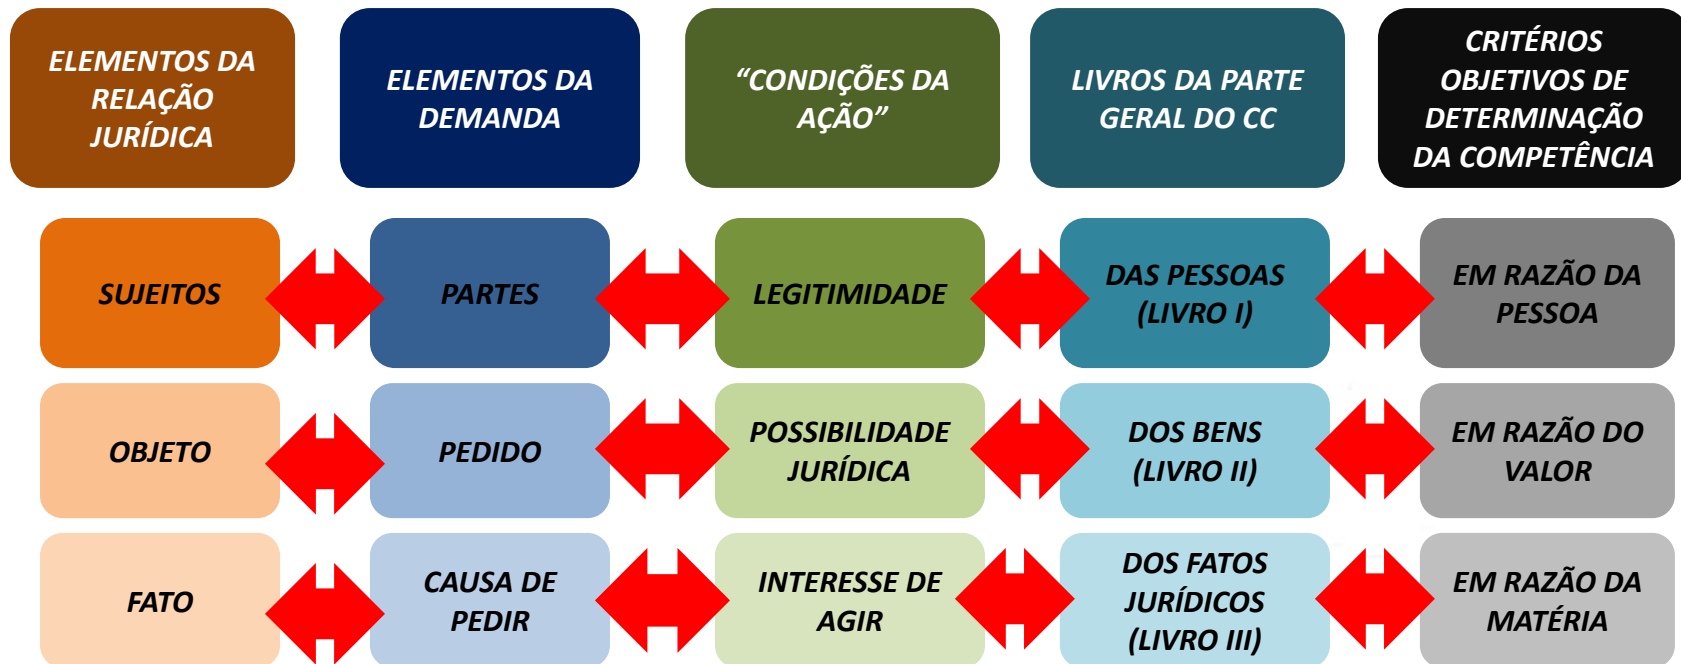 ELEMENTOS DA
RELAÇÃO
JURÍDICA
ELEMENTOS DA
DEMANDA
“CONDIÇÕES DA
AÇÃO”
LIVROS DA PARTE
GERAL DO CC
CRITÉRIOS
OBJETIVOS DE
DETERMINAÇÃO
DA COMPETÊNCIA
SUJEITOS
PARTES
LEGITIMIDADE
DAS PESSOAS
(LIVRO I)
EM RAZÃO DA
PESSOA
OBJETO
PEDIDO
POSSIBILIDADE
JURÍDICA
DOS BENS
(LIVRO II)
EM RAZÃO DO
VALOR
FATO
CAUSA DE
PEDIR
INTERESSE DE
AGIR
DOS FATOS
JURÍDICOS
(LIVRO III)
EM RAZÃO DA
MATÉRIA